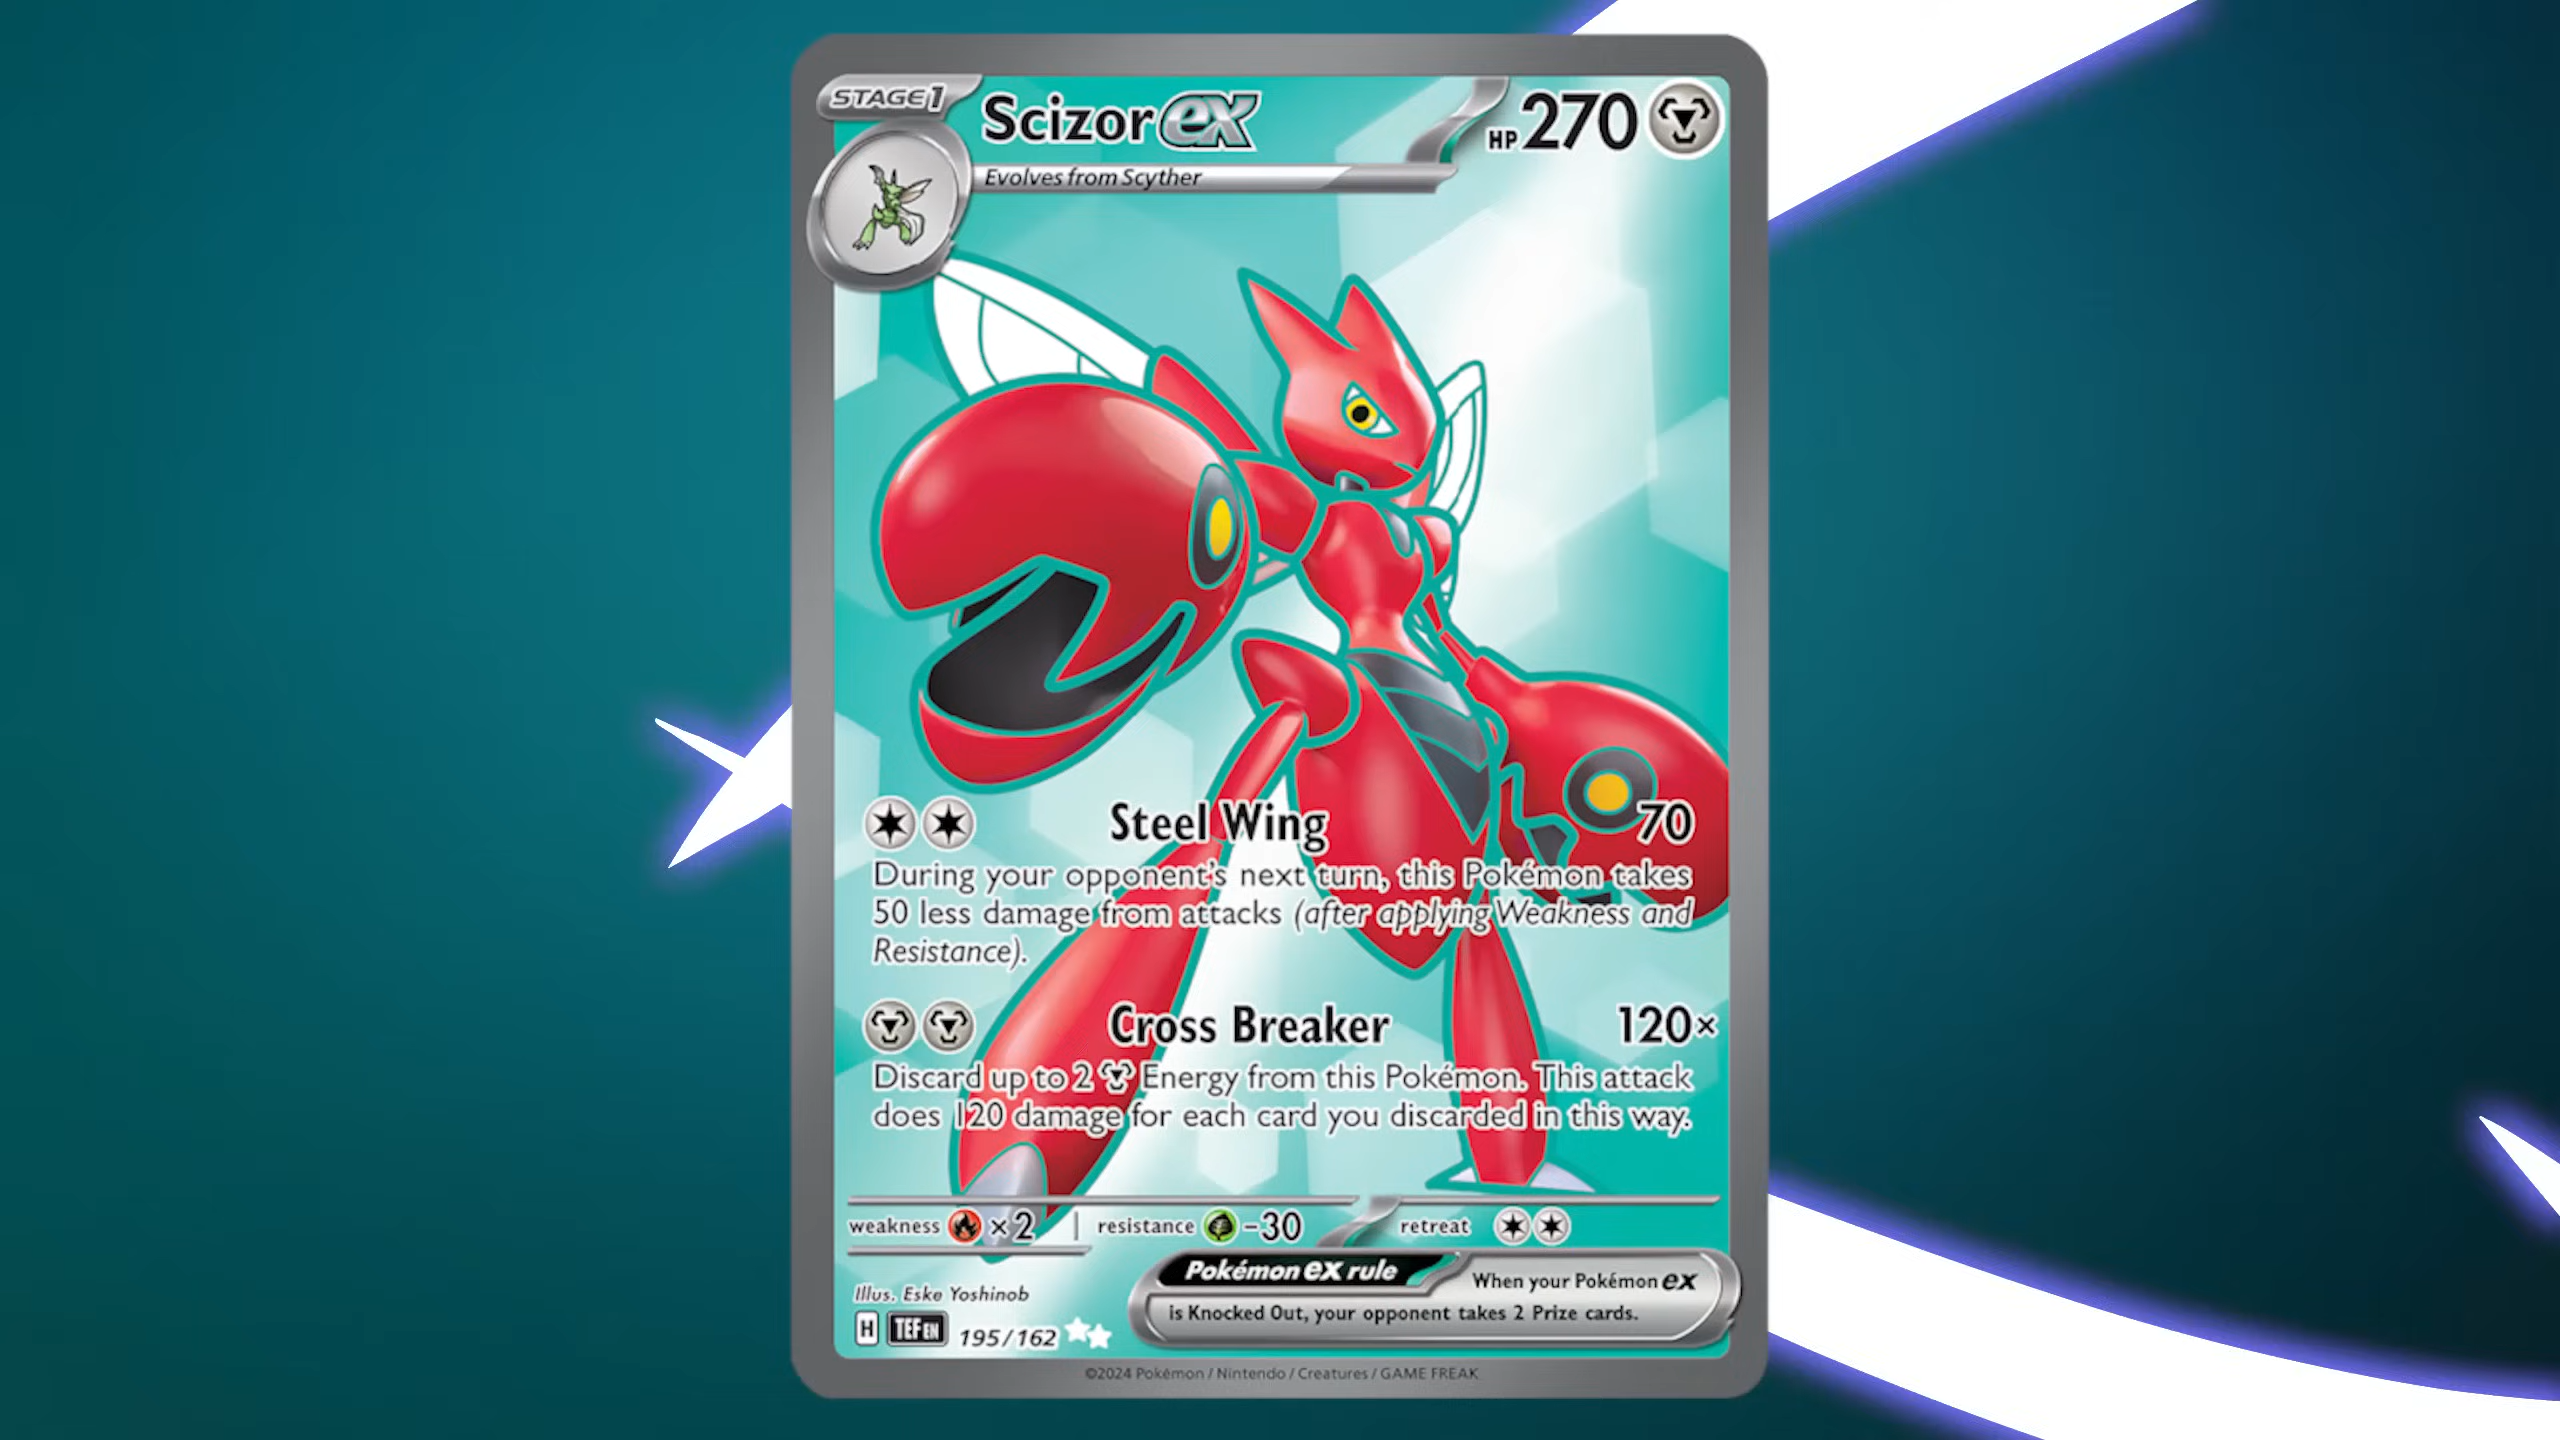 STAGE1
Scizor ex
HP 270
Evolves from Scyther
Steel Wing 70
During your opponent's next turn, this Pokémon takes
50 less damage from attacks (after applying Weakness and
Resistance).
Cross Breaker 120×
Discard up to 2 Energy from this Pokémon. This attack
does 120 damage for each card you discarded in this way.
weakness ×2 resistance -30 retreat
Pokémon ex rule When your Pokémon ex
is Knocked Out, your opponent takes 2 Prize cards.
Illus. Eske Yoshinob
H TEF EN 195/162
©2024 Pokémon / Nintendo / Creatures / GAME FREAK